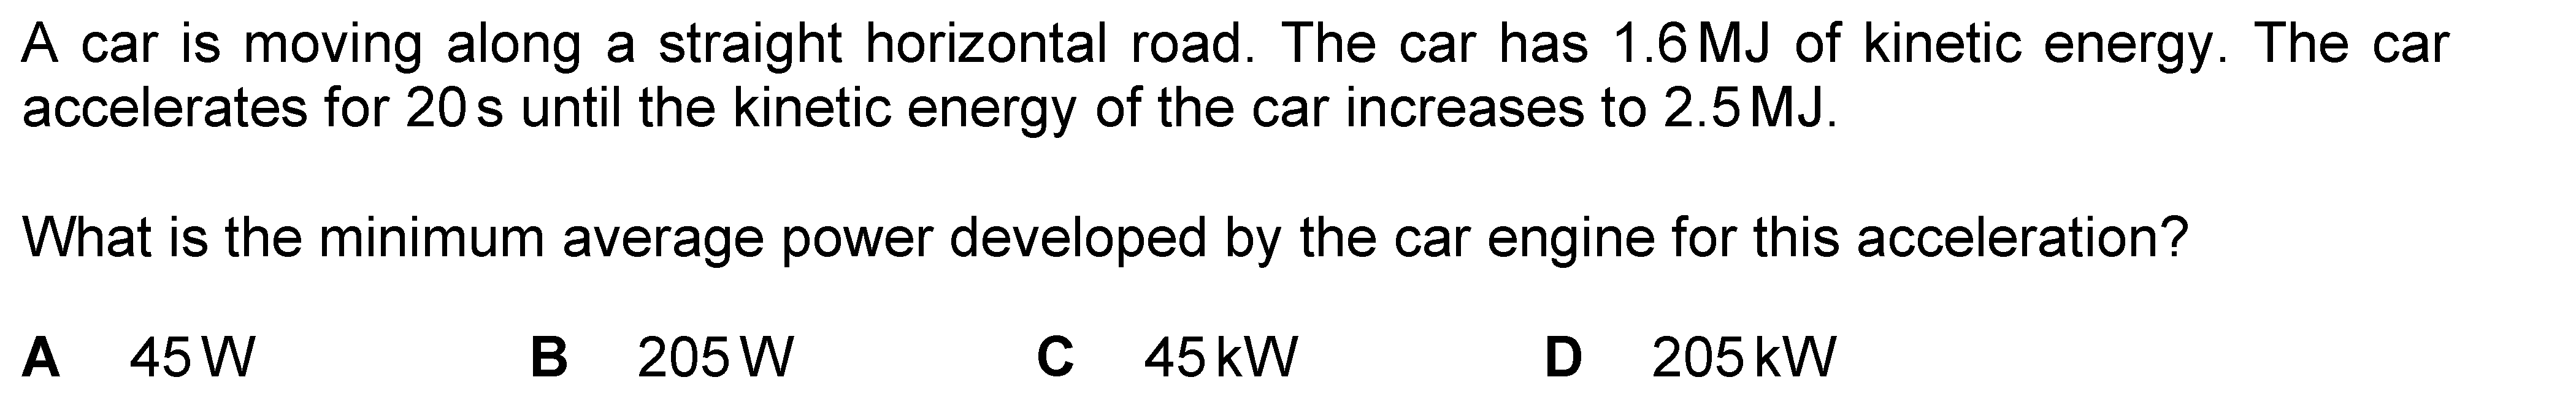 A car is moving along a straight horizontal road. The car has 1.6 MJ of kinetic energy. The car
accelerates for 20 s until the kinetic energy of the car increases to 2.5 MJ.
What is the minimum average power developed by the car engine for this acceleration?
A 45 W B 205 W C 45 kW D 205 kW